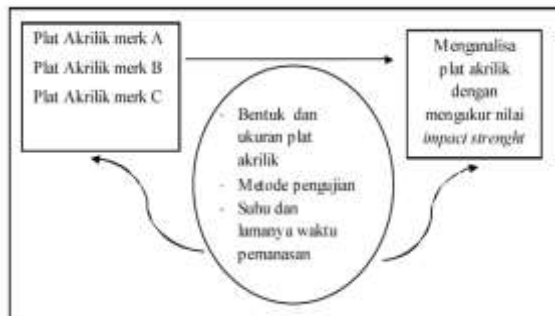 Plat Akrilik merk A
Plat Akrilik merk B
Plat Akrilik merk C
- Bentuk dan
ukuran plat
akrilik
- Metode pengujian
- Suhu dan
lamanya waktu
pemanasan
Menganalisa
plat akrilik
dengan
mengukur nilai
impact strenght